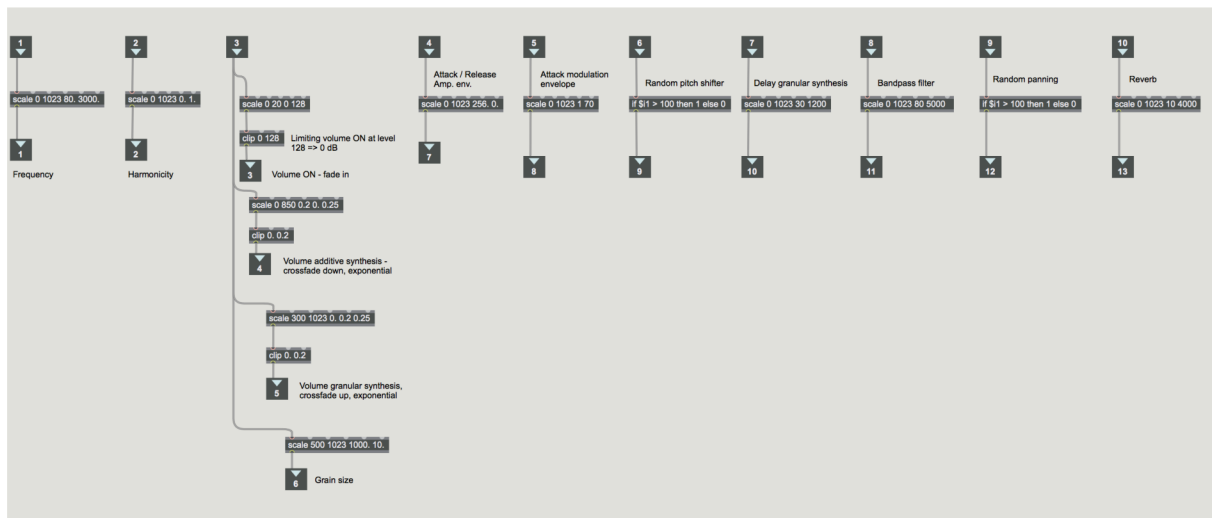 1
2
3
4
5
6
7
8
9
10
Attack / Release
Amp. env.
Attack modulation
envelope
Random pitch shifter
Delay granular synthesis
Bandpass filter
Random panning
Reverb
scale 0 1023 80. 3000.
scale 0 1023 0. 1.
scale 0 20 0 128
scale 0 1023 256. 0.
scale 0 1023 1 70
if $i1 > 100 then 1 else 0
scale 0 1023 30 1200
scale 0 1023 80 5000
if $i1 > 100 then 1 else 0
scale 0 1023 10 4000
clip 0 128
Limiting volume ON at level
128 => 0 dB
1
2
7
8
9
10
11
12
13
Frequency
Harmonicity
3
Volume ON - fade in
scale 0 850 0.2 0. 0.25
clip 0. 0.2
4
Volume additive synthesis -
crossfade down, exponential
scale 300 1023 0. 0.2 0.25
clip 0. 0.2
5
Volume granular synthesis,
crossfade up, exponential
scale 500 1023 1000. 10.
6
Grain size